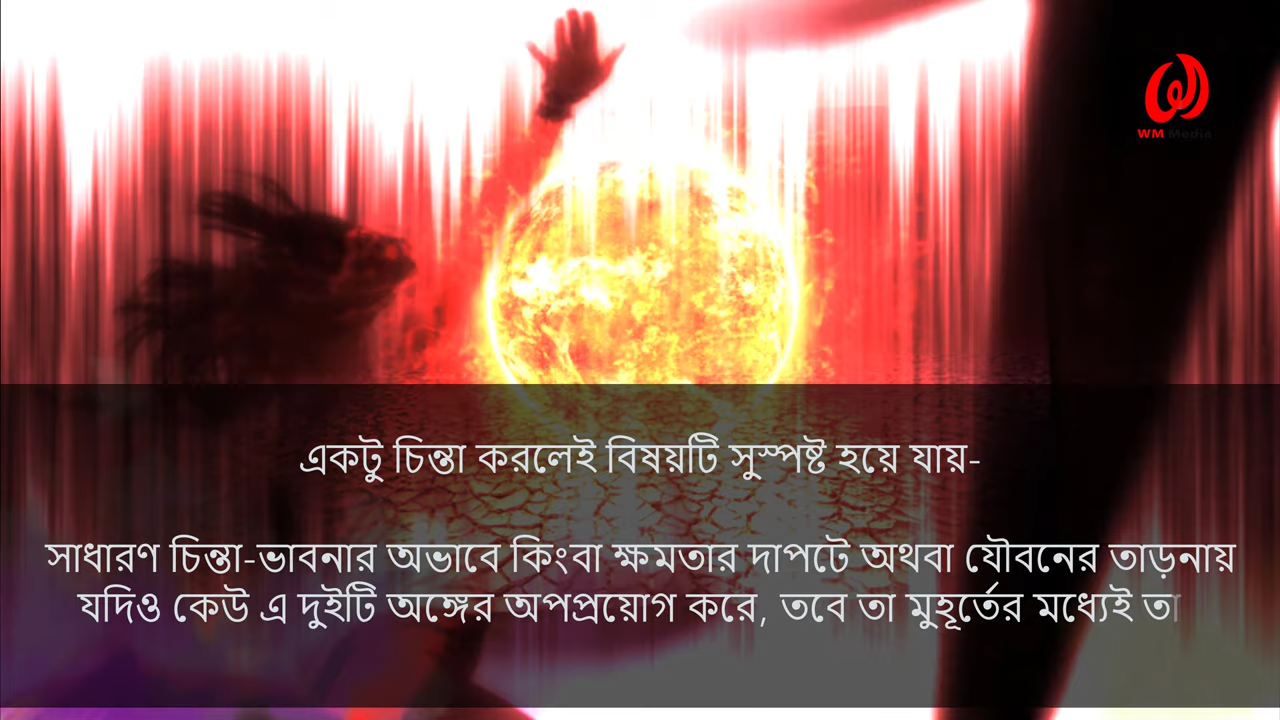 WM Media
একটু চিন্তা করলেই বিষয়টি সুস্পষ্ট হয়ে যায়-
সাধারণ চিন্তা-ভাবনার অভাবে কিংবা ক্ষমতার দাপটে অথবা যৌবনের তাড়নায়
যদিও কেউ এ দুইটি অঙ্গের অপপ্রয়োগ করে, তবে তা মুহূর্তের মধ্যেই তা